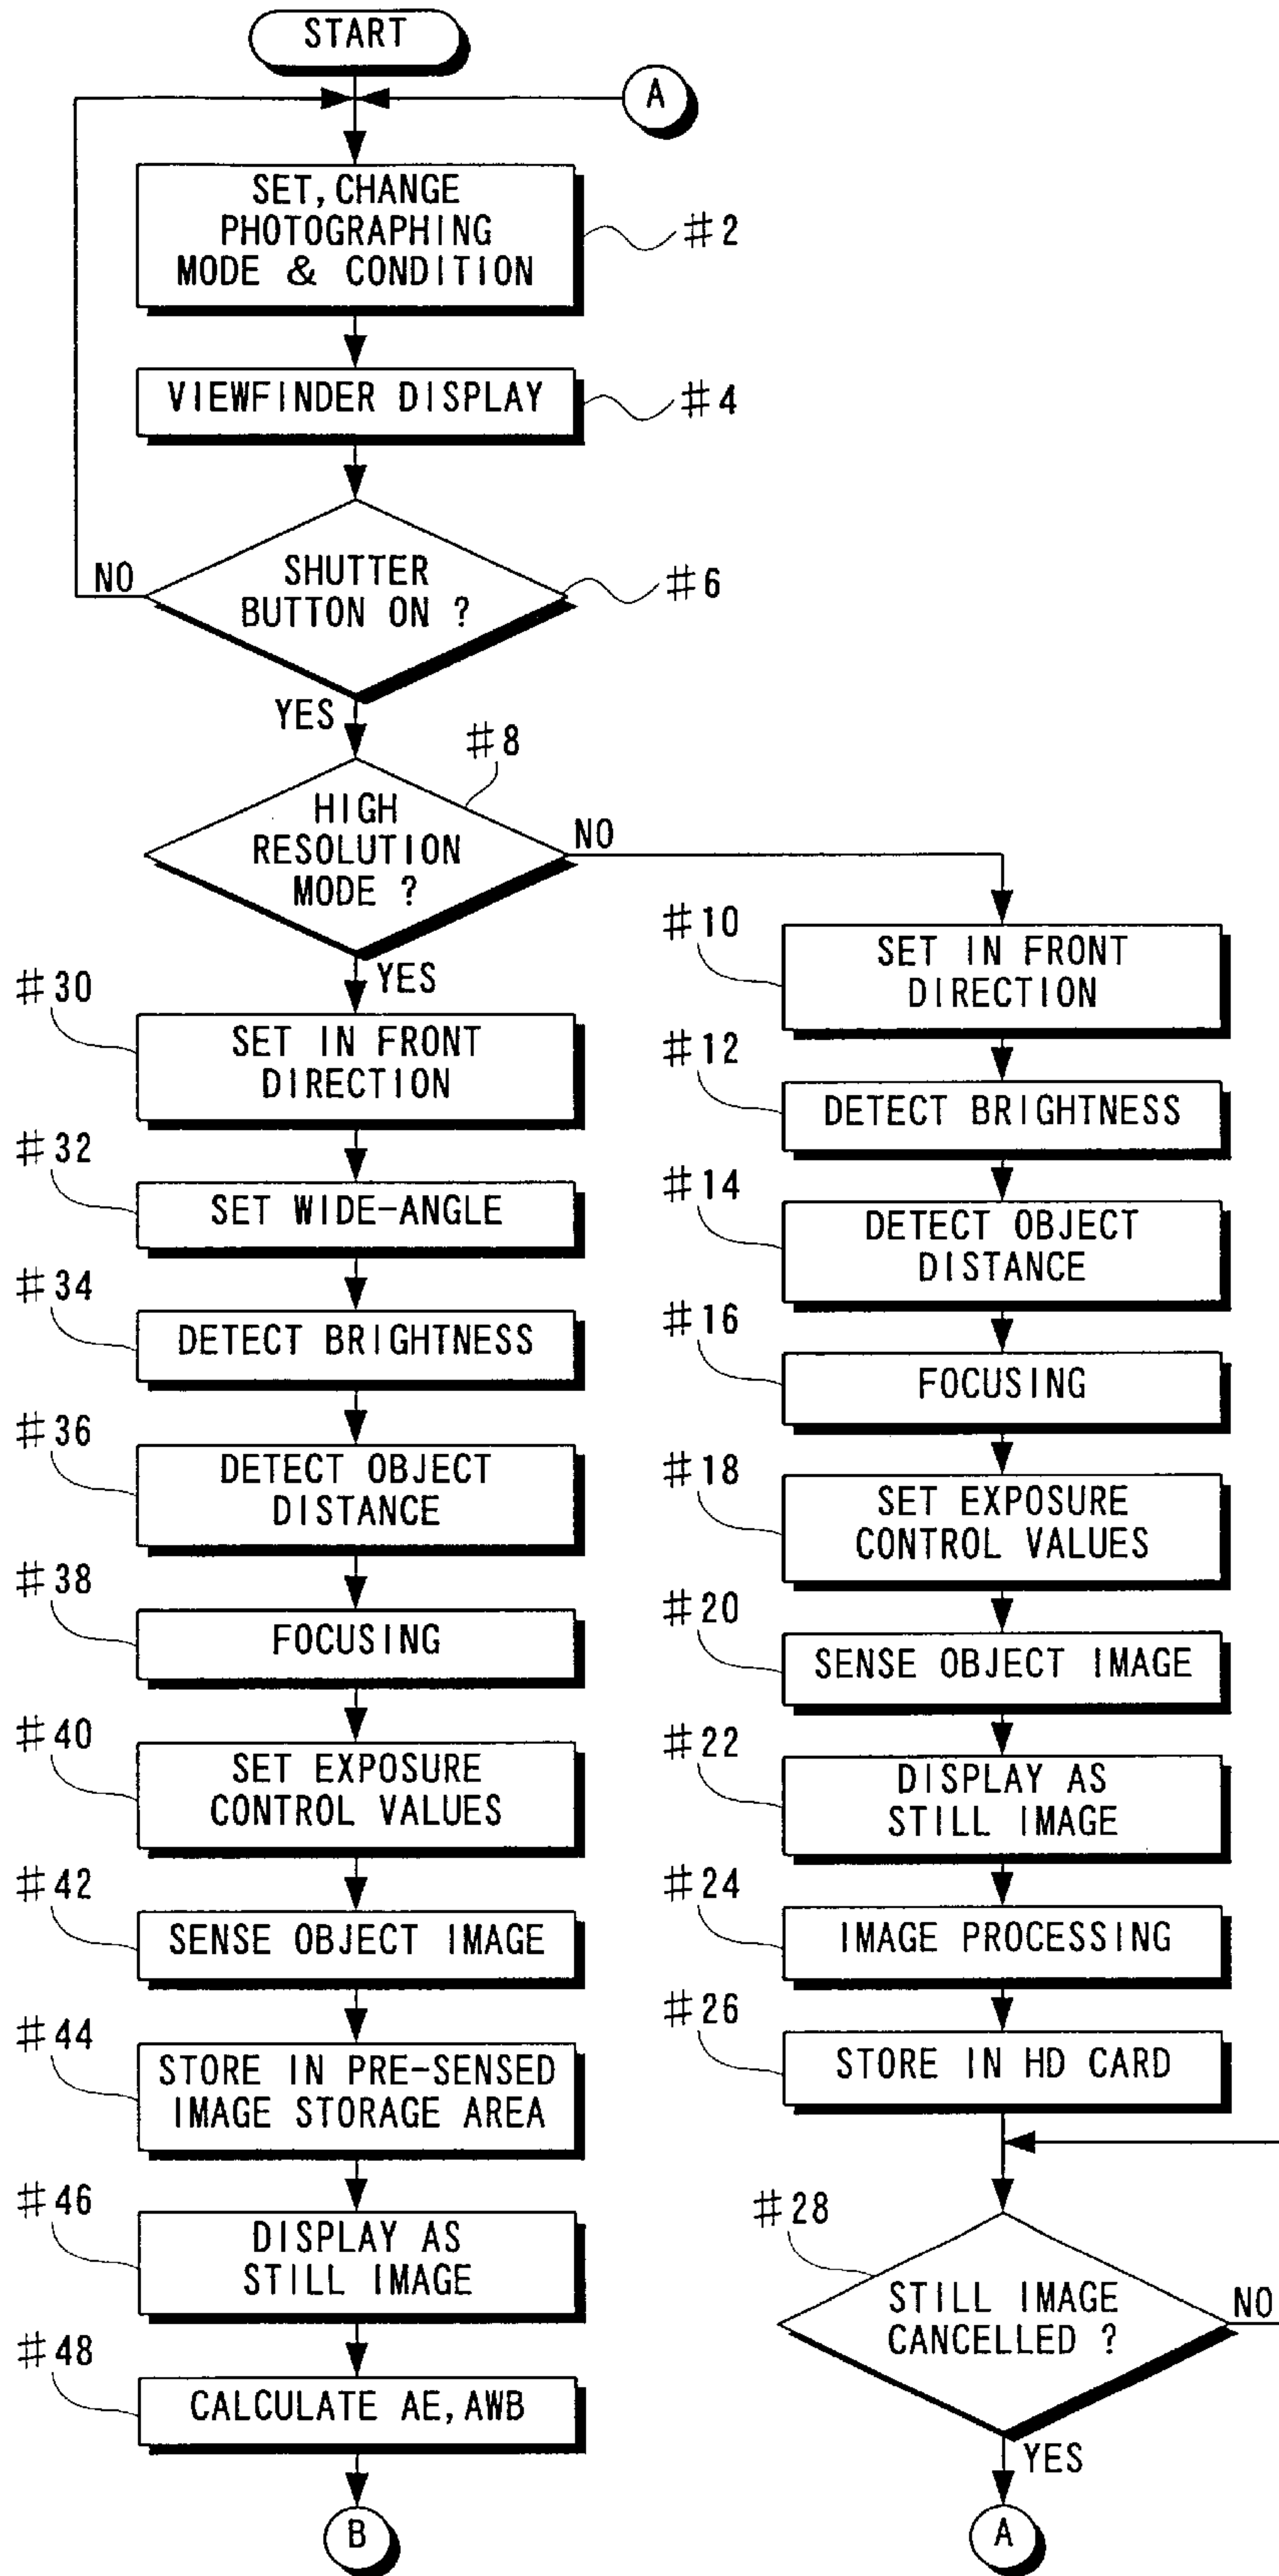 START
A
SET, CHANGE
PHOTOGRAPHING
MODE & CONDITION
#2
VIEWFINDER DISPLAY
#4
SHUTTER
BUTTON ON ?
#6
NO
YES
#8
HIGH
RESOLUTION
MODE ?
NO
YES
#30
SET IN FRONT
DIRECTION
#32
SET WIDE-ANGLE
#34
DETECT BRIGHTNESS
#36
DETECT OBJECT
DISTANCE
#38
FOCUSING
#40
SET EXPOSURE
CONTROL VALUES
#42
SENSE OBJECT IMAGE
#44
STORE IN PRE-SENSED
IMAGE STORAGE AREA
#46
DISPLAY AS
STILL IMAGE
#48
CALCULATE AE, AWB
B
#10
SET IN FRONT
DIRECTION
#12
DETECT BRIGHTNESS
#14
DETECT OBJECT
DISTANCE
#16
FOCUSING
#18
SET EXPOSURE
CONTROL VALUES
#20
SENSE OBJECT IMAGE
#22
DISPLAY AS
STILL IMAGE
#24
IMAGE PROCESSING
#26
STORE IN HD CARD
#28
STILL IMAGE
CANCELLED ?
NO
YES
A